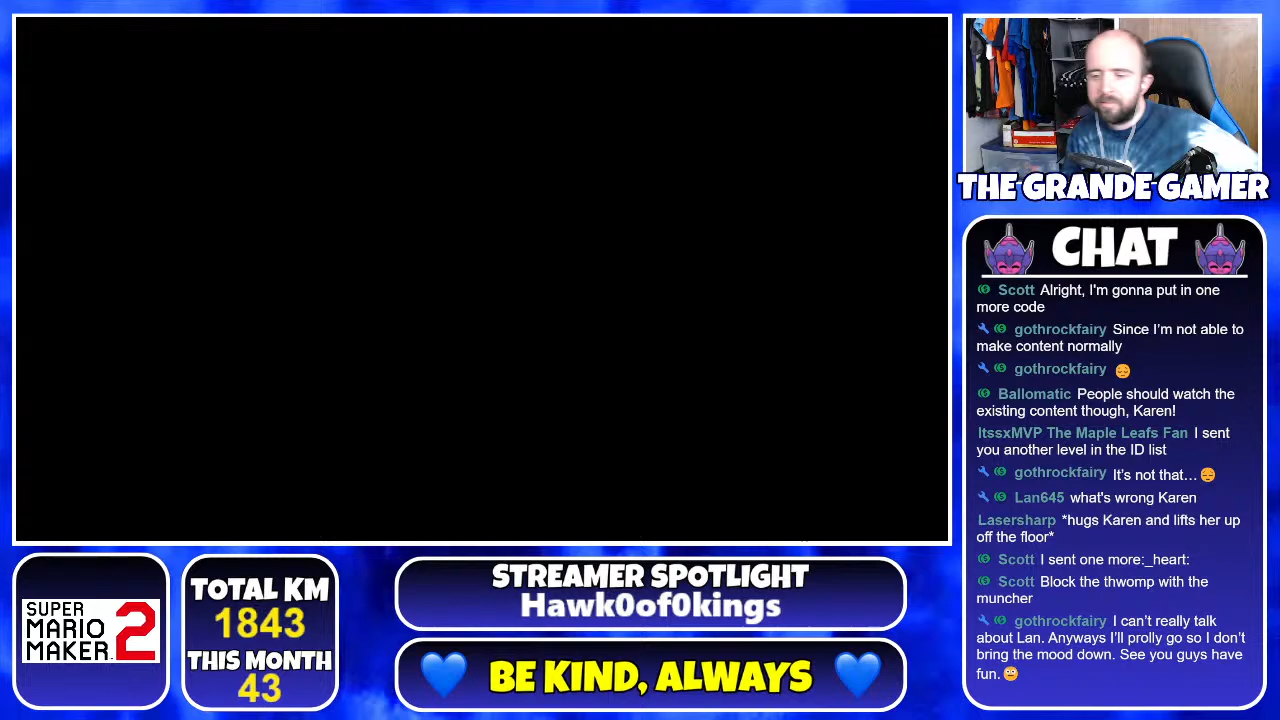 THE GRANDE GAMER
CHAT
Scott Alright, I'm gonna put in one
more code
gothrockfairy Since I'm not able to
make content normally
gothrockfairy 😔
Ballomatic People should watch the
existing content though, Karen!
ItssxMVP The Maple Leafs Fan I sent
you another level in the ID list
gothrockfairy It's not that… 😔
Lan645 what's wrong Karen
Lasersharp *hugs Karen and lifts her up
off the floor*
Scott I sent one more:_heart:
Scott Block the thwomp with the
muncher
gothrockfairy I can't really talk
about Lan. Anyways I'll prolly go so I don't
bring the mood down. See you guys have
fun. 🫤
SUPER
MARIO
MAKER 2
TOTAL KM
1843
THIS MONTH
43
STREAMER SPOTLIGHT
Hawk0of0kings
💙 BE KIND, ALWAYS 💙